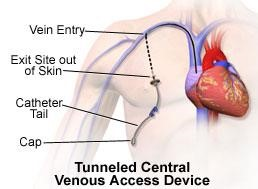 Vein Entry
Exit Site out
of Skin
Catheter
Tail
Cap
Tunneled Central
Venous Access Device